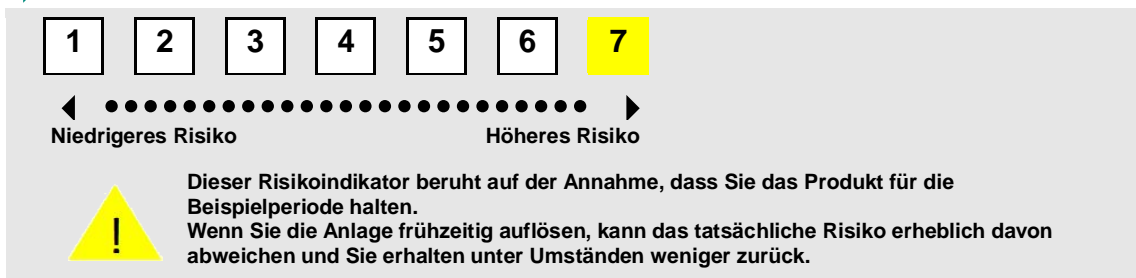 1 2 3 4 5 6 7
Niedrigeres Risiko Höheres Risiko
!
Dieser Risikoindikator beruht auf der Annahme, dass Sie das Produkt für die
Beispielperiode halten.
Wenn Sie die Anlage frühzeitig auflösen, kann das tatsächliche Risiko erheblich davon
abweichen und Sie erhalten unter Umständen weniger zurück.